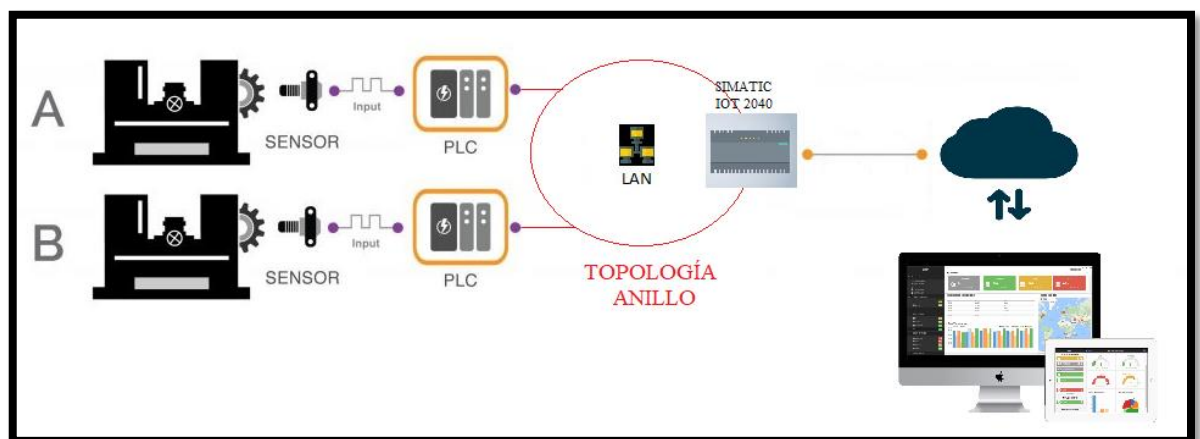 A
SENSOR
Input
PLC
B
SENSOR
Input
PLC
LAN
SIMATIC
IOT 2040
TOPOLOGÍA
ANILLO